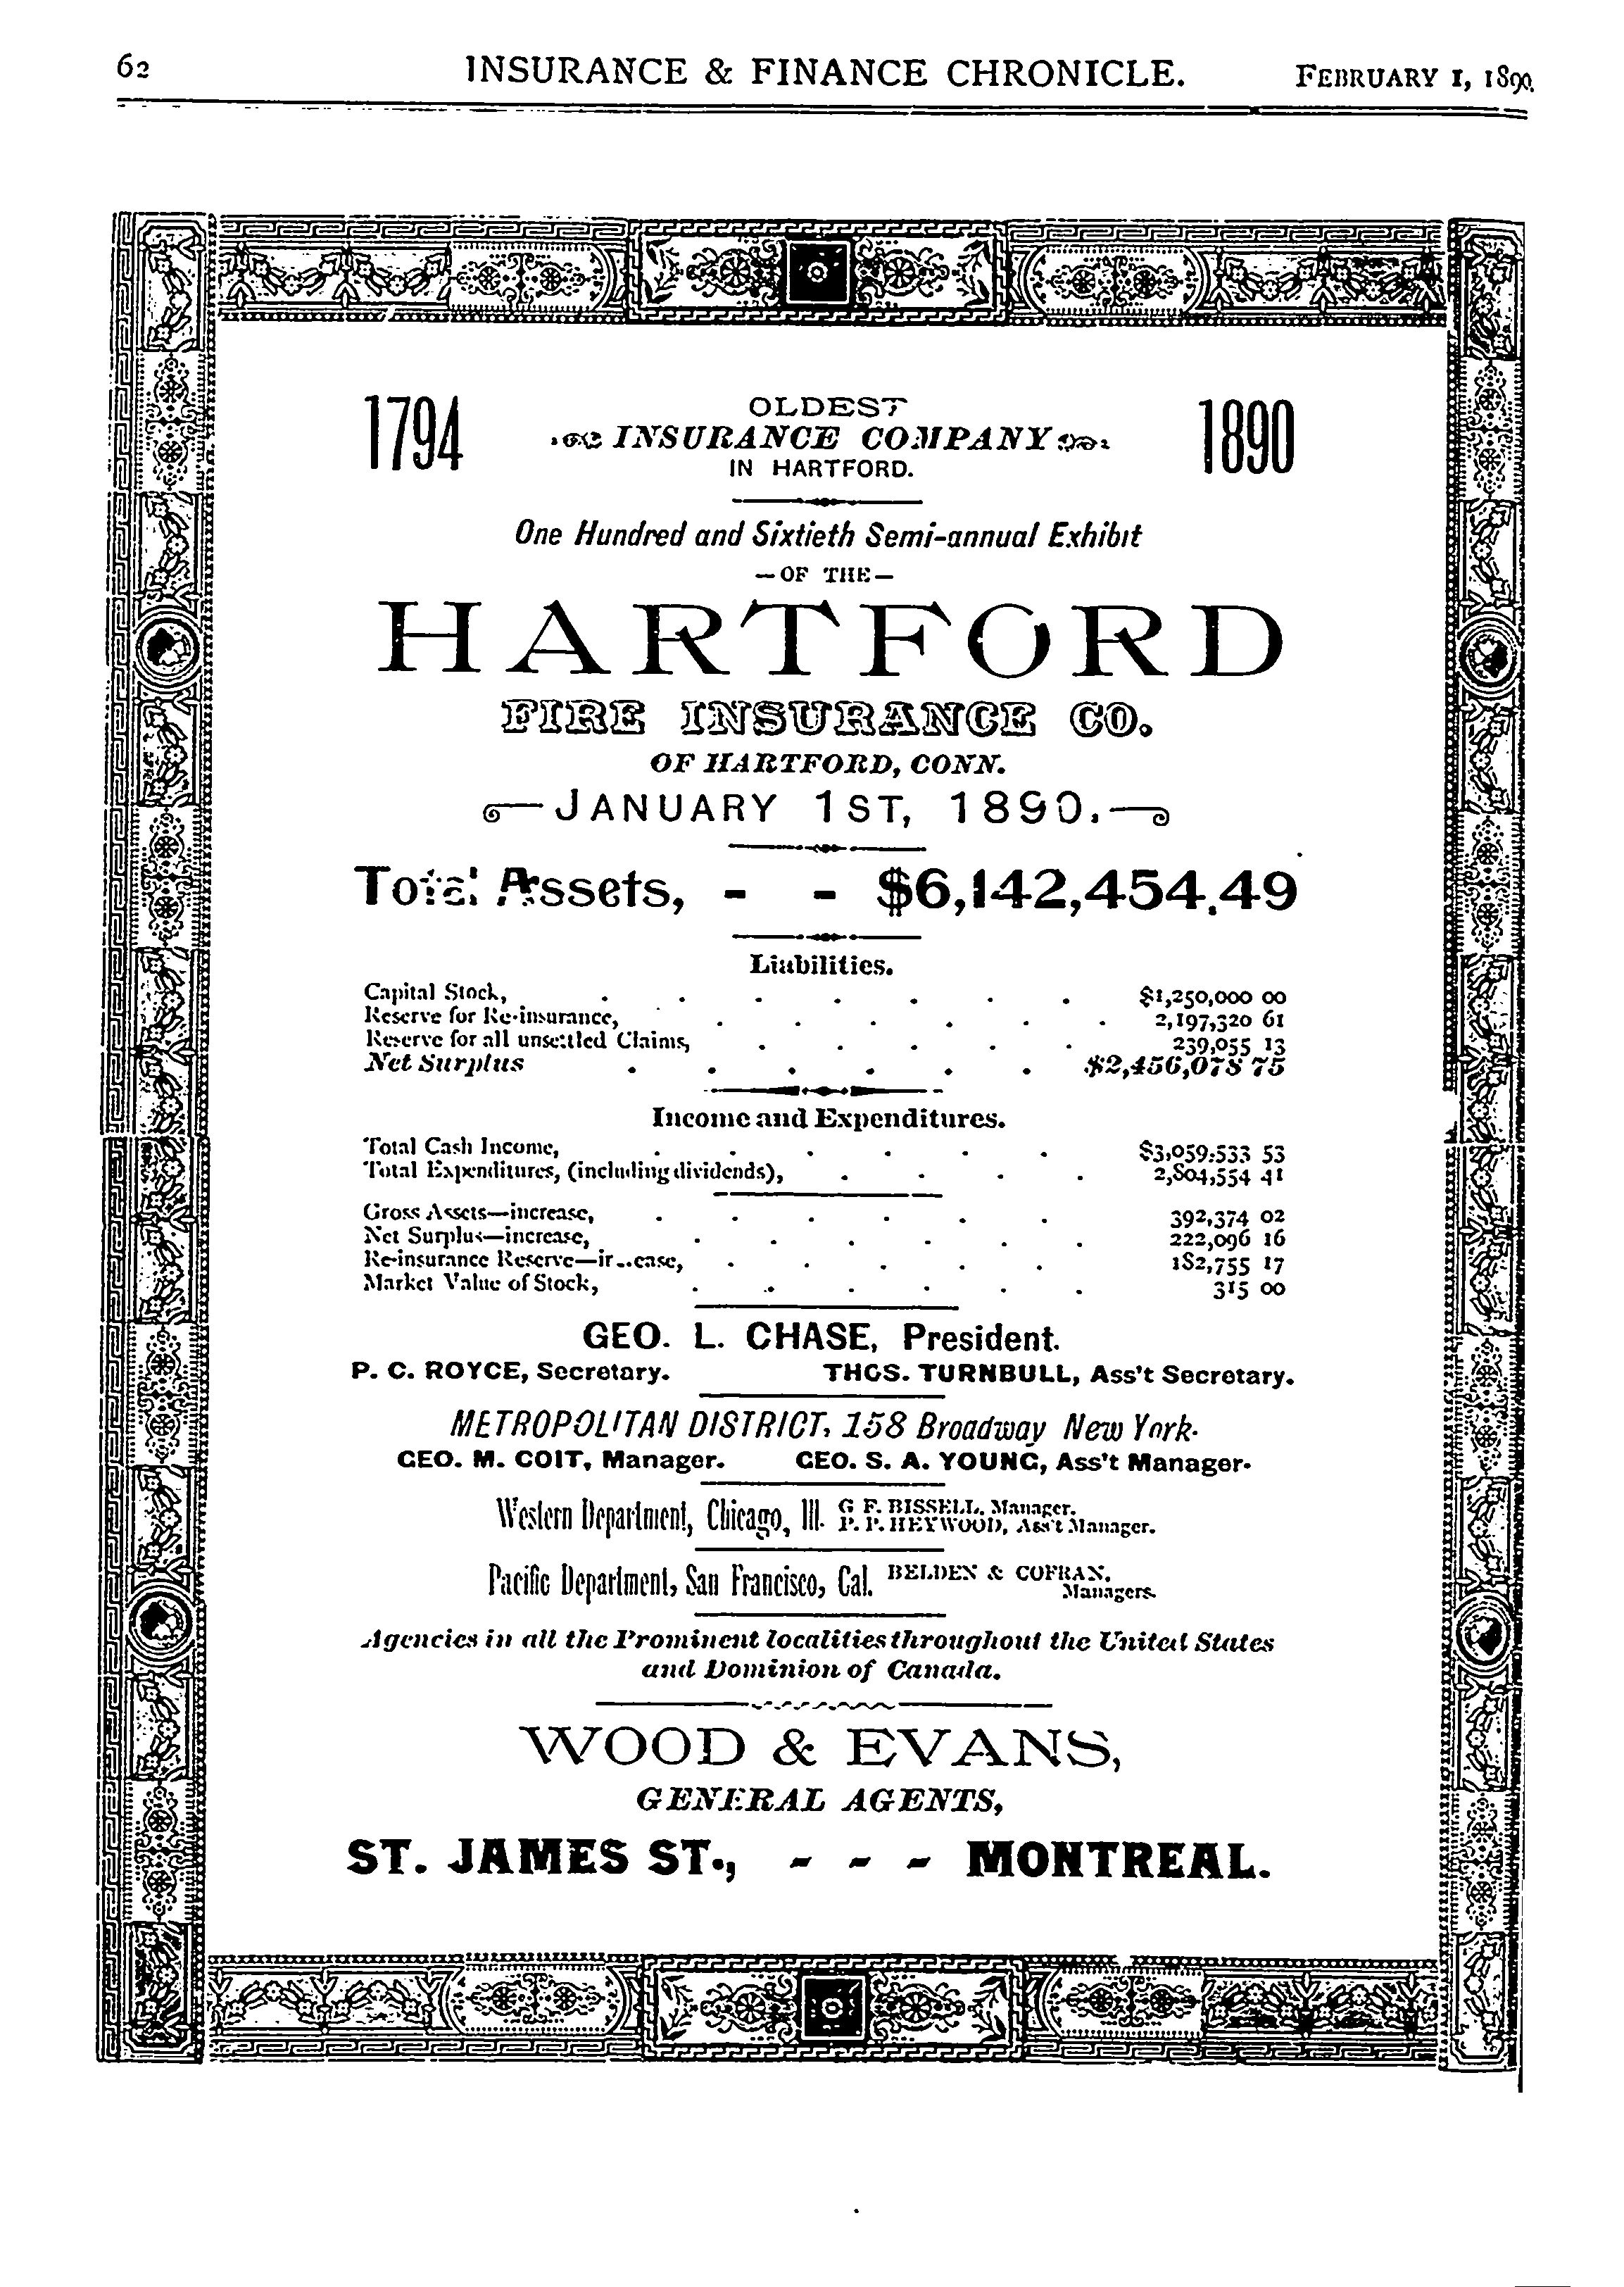 62 INSURANCE & FINANCE CHRONICLE. FEBRUARY 1, 1890.
1794 OLDEST 1890
INSURANCE COMPANY
IN HARTFORD.
One Hundred and Sixtieth Semi-annual Exhibit
—OF THE—
HARTFORD
FIRE INSURANCE CO.
OF HARTFORD, CONN.
JANUARY 1ST, 1890.
Total Assets, - - $6,142,454.49
Liabilities.
Capital Stock, . . . . . . . $1,250,000 00
Reserve for Re-insurance, . . . . . . 2,197,320 61
Reserve for all unsettled Claims, . . . . . 239,055 13
Net Surplus . . . . . . $2,456,078 75
Income and Expenditures.
Total Cash Income, . . . . . . $3,059,533 53
Total Expenditures, (including dividends), . . . . 2,804,554 41
Gross Assets—increase, . . . . . . 392,374 02
Net Surplus—increase, . . . . . . 222,096 16
Re-insurance Reserve—increase, . . . . . 182,755 17
Market Value of Stock, . . . . . . 315 00
GEO. L. CHASE, President.
P. C. ROYCE, Secretary. THOS. TURNBULL, Ass't Secretary.
METROPOLITAN DISTRICT, 158 Broadway New York.
GEO. M. COIT, Manager. GEO. S. A. YOUNG, Ass't Manager.
Western Department, Chicago, Ill. G. F. BISSELL, Manager.
P. P. HEYWOOD, Ass't Manager.
Pacific Department, San Francisco, Cal. BELDEN & COFRAN,
Managers.
Agencies in all the Prominent localities throughout the United States
and Dominion of Canada.
WOOD & EVANS,
GENERAL AGENTS,
ST. JAMES ST., - - - MONTREAL.